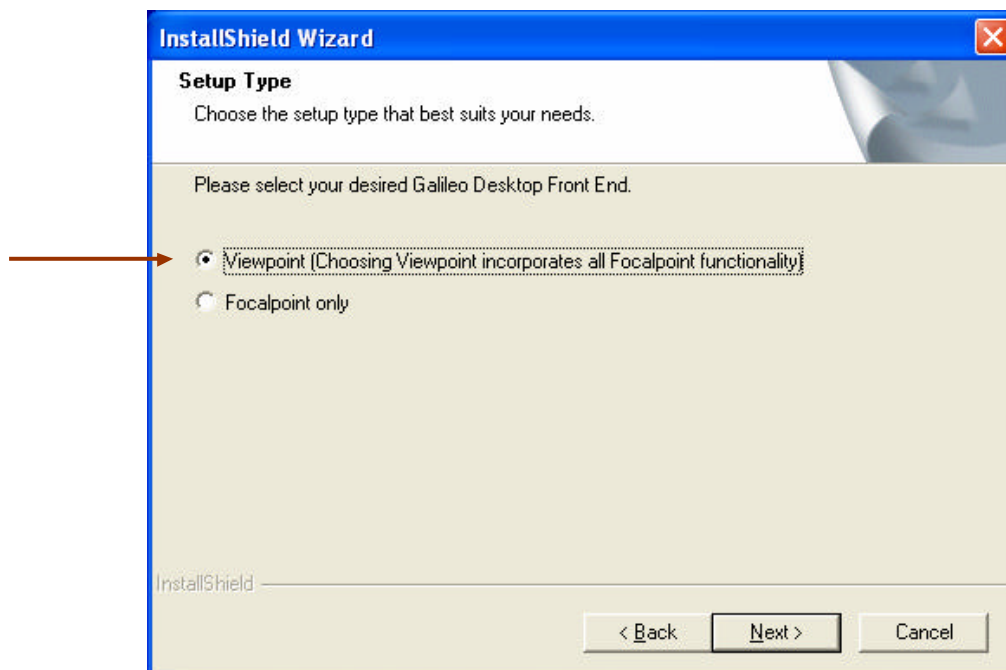 InstallShield Wizard
Setup Type
Choose the setup type that best suits your needs.
Please select your desired Galileo Desktop Front End.
Viewpoint (Choosing Viewpoint incorporates all Focalpoint functionality)
Focalpoint only
InstallShield
< Back Next > Cancel